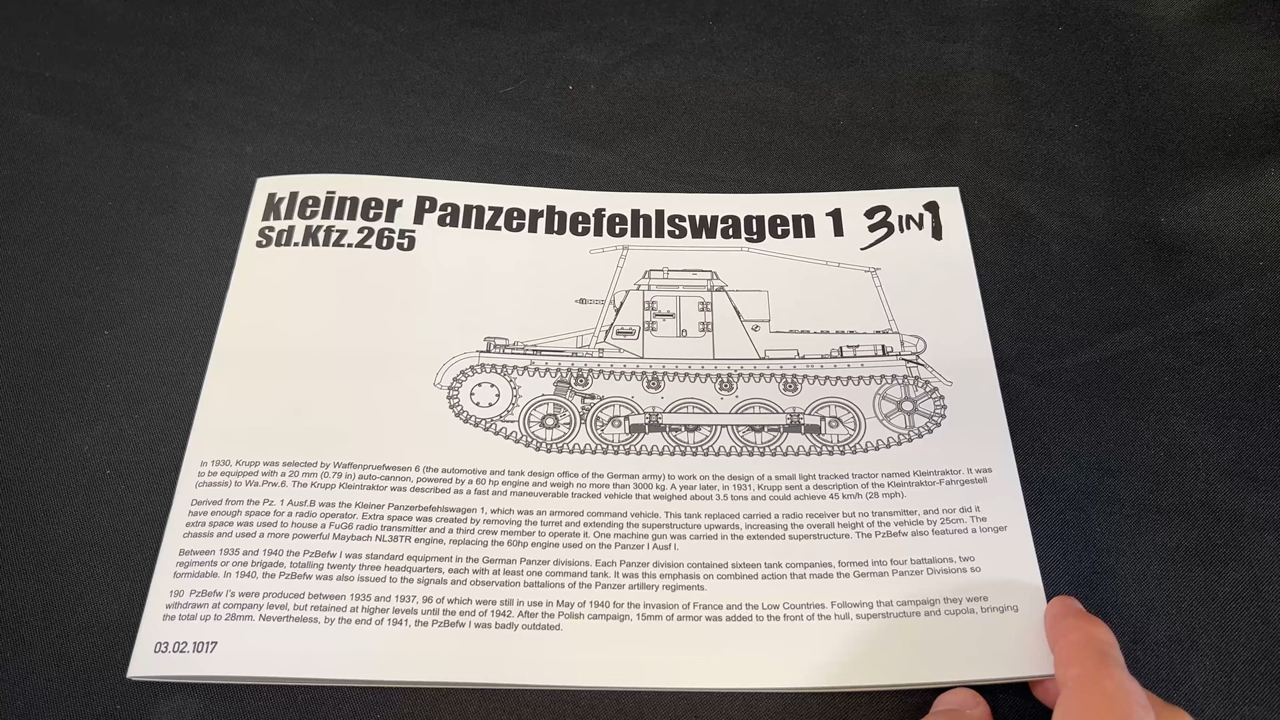 kleiner Panzerbefehlswagen 1 3 IN 1
Sd.Kfz.265
In 1930, Krupp was selected by Waffenpruefwesen 6 (the automotive and tank design office of the German army) to work on the design of a small light tracked tractor named Kleintraktor. It was
to be equipped with a 20 mm (0.79 in) auto-cannon, powered by a 60 hp engine and weigh no more than 3000 kg. A year later, in 1931, Krupp sent a description of the Kleintraktor-Fahrgestell
(chassis) to Wa.Prw.6. The Krupp Kleintraktor was described as a fast and maneuverable tracked vehicle that weighed about 3.5 tons and could achieve 45 km/h (28 mph).
Derived from the Pz. 1 Ausf.B was the Kleiner Panzerbefehlswagen 1, which was an armored command vehicle. This tank replaced carried a radio receiver but no transmitter, and nor did it
have enough space for a radio operator. Extra space was created by removing the turret and extending the superstructure upwards, increasing the overall height of the vehicle by 25cm. The
extra space was used to house a FuG6 radio transmitter and a third crew member to operate it. One machine gun was carried in the extended superstructure. The PzBefw also featured a longer
chassis and used a more powerful Maybach NL38TR engine, replacing the 60hp engine used on the Panzer I Ausf I.
Between 1935 and 1940 the PzBefw I was standard equipment in the German Panzer divisions. Each Panzer division contained sixteen tank companies, formed into four battalions, two
regiments or one brigade, totalling twenty three headquarters, each with at least one command tank. It was this emphasis on combined action that made the German Panzer Divisions so
formidable. In 1940, the PzBefw was also issued to the signals and observation battalions of the Panzer artillery regiments.
190 PzBefw I's were produced between 1935 and 1937, 96 of which were still in use in May of 1940 for the invasion of France and the Low Countries. Following that campaign they were
withdrawn at company level, but retained at higher levels until the end of 1942. After the Polish campaign, 15mm of armor was added to the front of the hull, superstructure and cupola, bringing
the total up to 28mm. Nevertheless, by the end of 1941, the PzBefw I was badly outdated.
03.02.1017